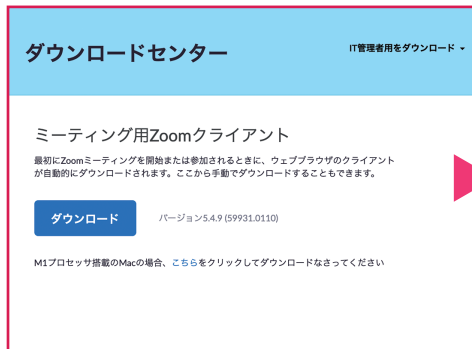 ダウンロードセンター
IT管理者用をダウンロード
ミーティング用Zoomクライアント
最初にZoomミーティングを開始または参加されるときに、ウェブブラウザのクライアント
が自動的にダウンロードされます。ここから手動でダウンロードすることもできます。
ダウンロード
バージョン5.4.9 (59931.0110)
M1プロセッサ搭載のMacの場合、こちらをクリックしてダウンロードなさってください